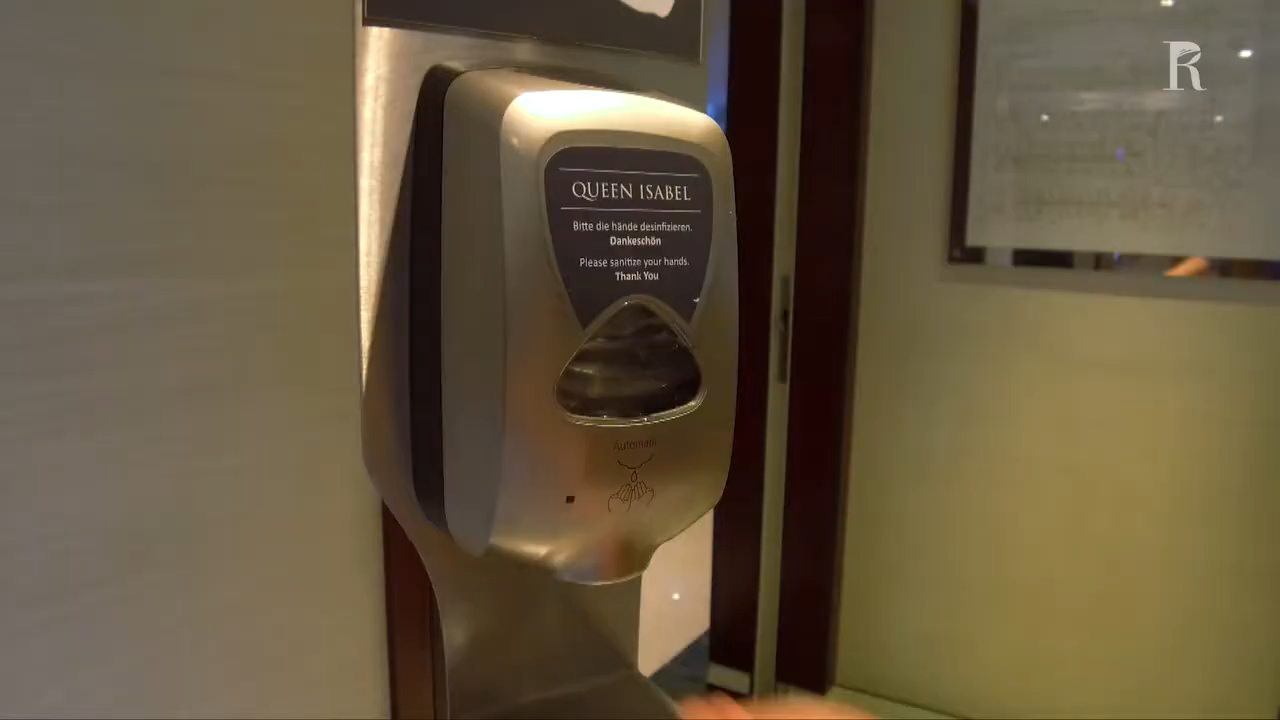 R
QUEEN ISABEL
Bitte die hände desinfizieren.
Dankeschön
Please sanitize your hands.
Thank You
Automatic